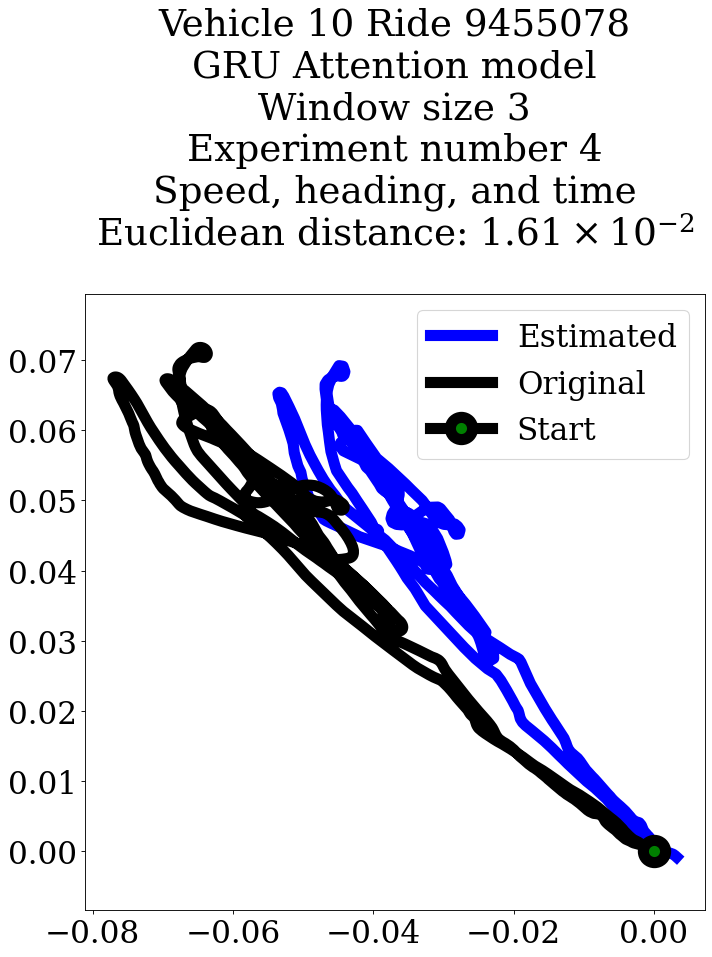 Vehicle 10 Ride 9455078
GRU Attention model
Window size 3
Experiment number 4
Speed, heading, and time
Euclidean distance: 1.61 × 10⁻²
Estimated
Original
Start
0.07
0.06
0.05
0.04
0.03
0.02
0.01
0.00
−0.08 −0.06 −0.04 −0.02 0.00